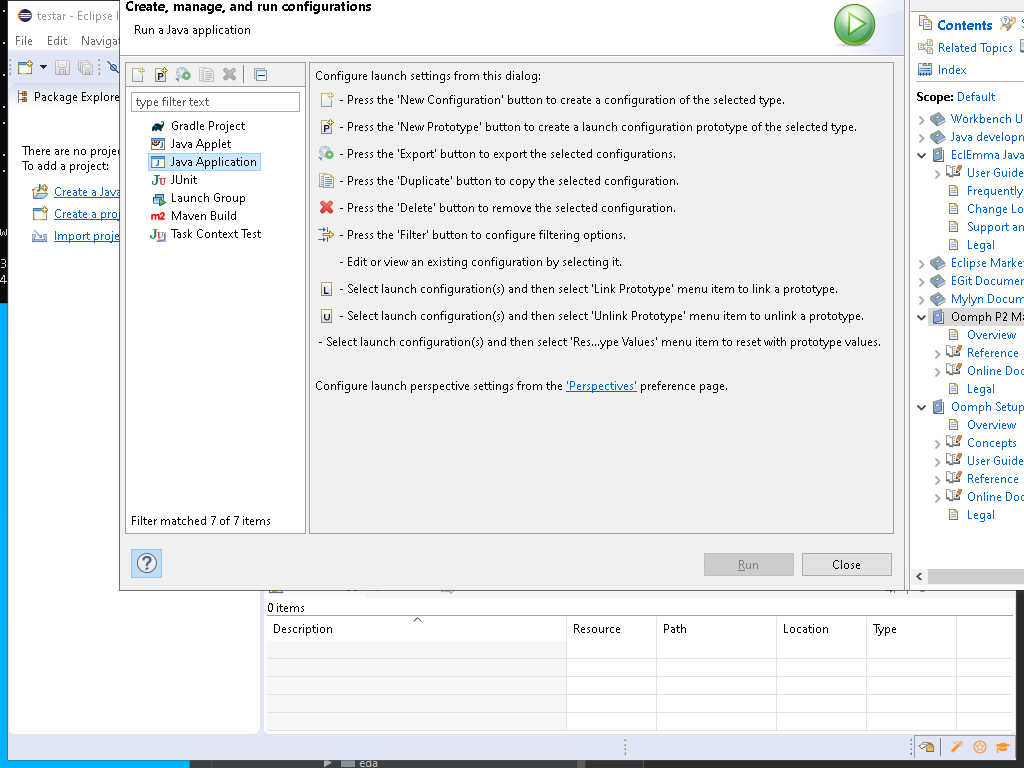 testar - Eclipse I
File Edit Navigat
Package Explore
There are no projec
To add a project:
Create a Java
Create a proj
Import proje
Create, manage, and run configurations
Run a Java application
type filter text
Gradle Project
Java Applet
Java Application
JUnit
Launch Group
Maven Build
Task Context Test
Filter matched 7 of 7 items
Configure launch settings from this dialog:
- Press the 'New Configuration' button to create a configuration of the selected type.
- Press the 'New Prototype' button to create a launch configuration prototype of the selected type.
- Press the 'Export' button to export the selected configurations.
- Press the 'Duplicate' button to copy the selected configuration.
- Press the 'Delete' button to remove the selected configuration.
- Press the 'Filter' button to configure filtering options.
- Edit or view an existing configuration by selecting it.
- Select launch configuration(s) and then select 'Link Prototype' menu item to link a prototype.
- Select launch configuration(s) and then select 'Unlink Prototype' menu item to unlink a prototype.
- Select launch configuration(s) and then select 'Res...ype Values' menu item to reset with prototype values.
Configure launch perspective settings from the 'Perspectives' preference page.
Run Close
Contents
Related Topics
Index
Scope: Default
Workbench U
Java developn
EclEmma Java
User Guide
Frequently
Change Lo
Support an
Legal
Eclipse Marke
EGit Documer
Mylyn Docum
Oomph P2 Ma
Overview
Reference
Online Doc
Legal
Oomph Setup
Overview
Concepts
User Guide
Reference
Online Doc
Legal
0 items
Description Resource Path Location Type
eda